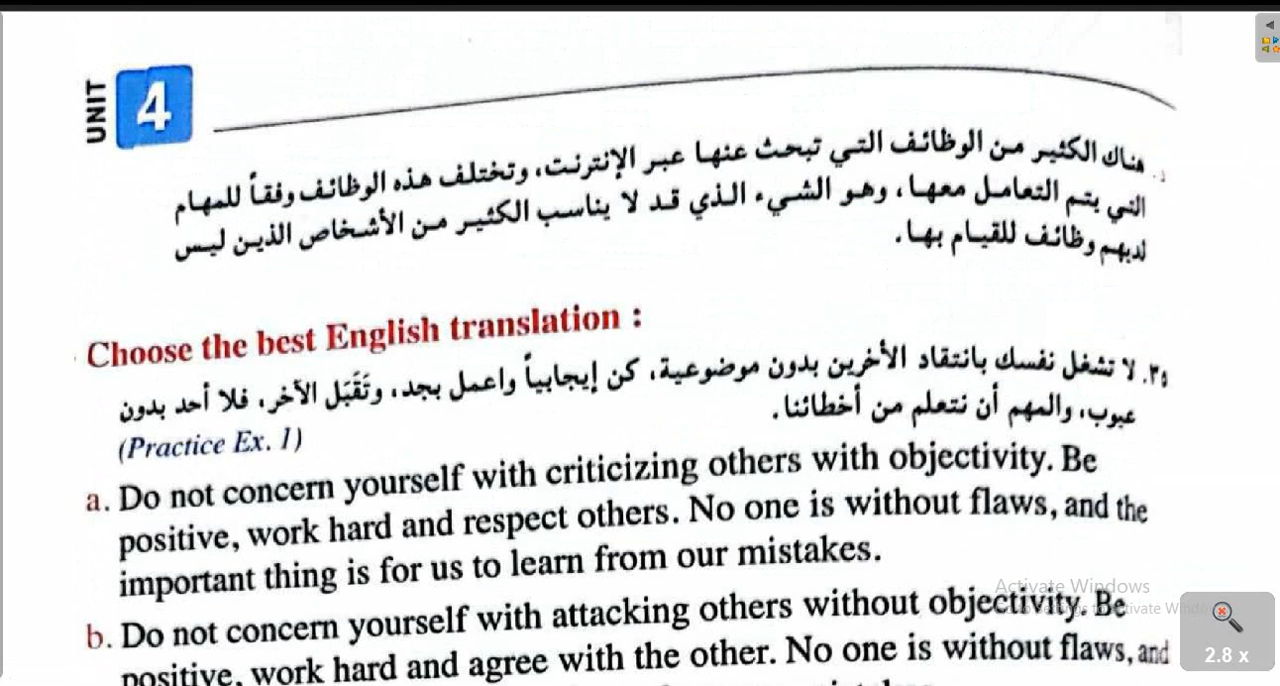 UNIT 4
هناك الكثير من الوظائف التي تبحث عنها عبر الإنترنت، وتختلف هذه الوظائف وفقاً للمهام
التي يتم التعامل معها، وهو الشيء الذي قد لا يناسب الكثير من الأشخاص الذين ليس
لديهم وظائف للقيام بها.
Choose the best English translation :
٣. لا تشغل نفسك بانتقاد الأخرين بدون موضوعية، كن إيجابياً واعمل بجد، وتَقَبَل الآخر، فلا أحد بدون
عيوب، والمهم أن نتعلم من أخطائنا.
(Practice Ex. 1)
a. Do not concern yourself with criticizing others with objectivity. Be
positive, work hard and respect others. No one is without flaws, and the
important thing is for us to learn from our mistakes.
b. Do not concern yourself with attacking others without objectivity. Be
positive, work hard and agree with the other. No one is without flaws, and
Activate Windows
2.8 x